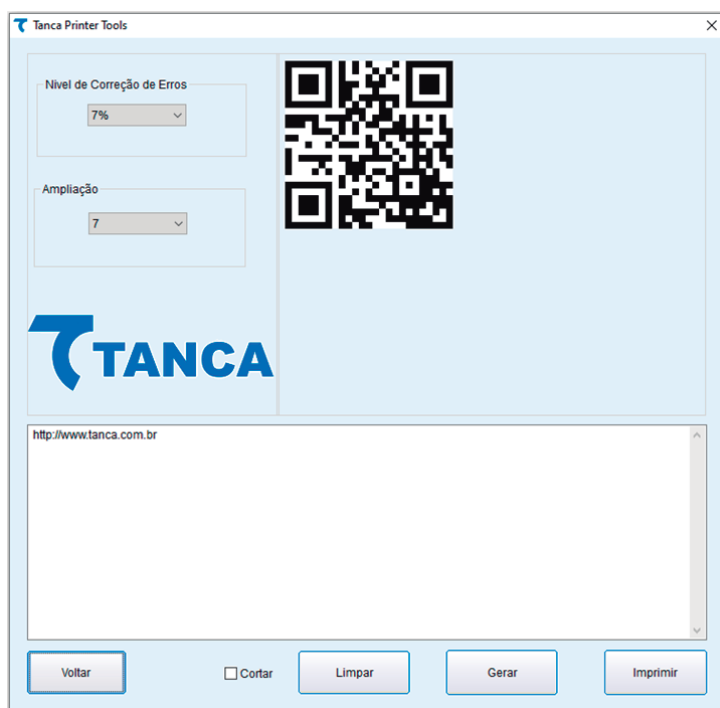 Tanca Printer Tools
Nivel de Correção de Erros
7%
Ampliação
7
TANCA
http://www.tanca.com.br
Voltar
Cortar
Limpar
Gerar
Imprimir